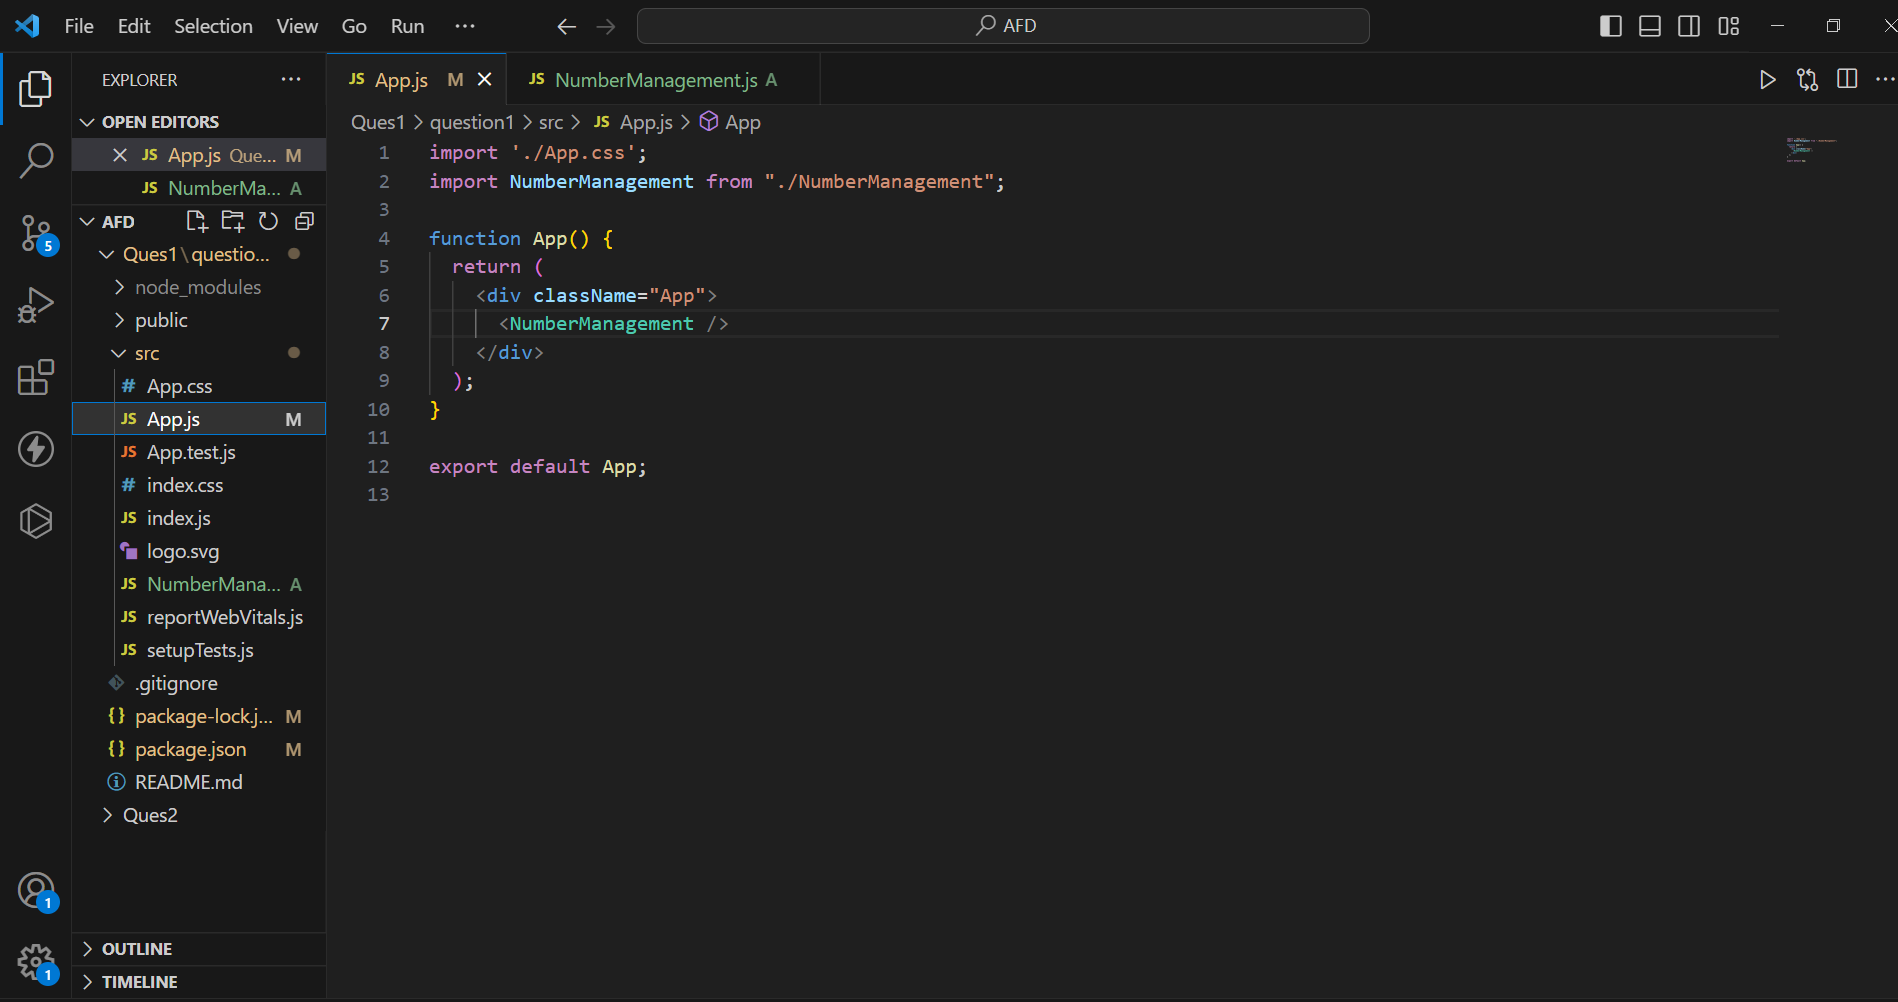 File Edit Selection View Go Run ··· AFD
EXPLORER ···
OPEN EDITORS
JS App.js Que... M
JS NumberMa... A
AFD
Ques1\questio...
node_modules
public
src
# App.css
JS App.js M
JS App.test.js
# index.css
JS index.js
logo.svg
JS NumberMana... A
JS reportWebVitals.js
JS setupTests.js
.gitignore
{} package-lock.j... M
{} package.json M
README.md
Ques2
OUTLINE
TIMELINE
5
1
1
JS App.js M JS NumberManagement.js A
Ques1 > question1 > src > JS App.js > App
1 import './App.css';
2 import NumberManagement from "./NumberManagement";
3
4 function App() {
5 return (
6 <div className="App">
7 <NumberManagement />
8 </div>
9 );
10 }
11
12 export default App;
13